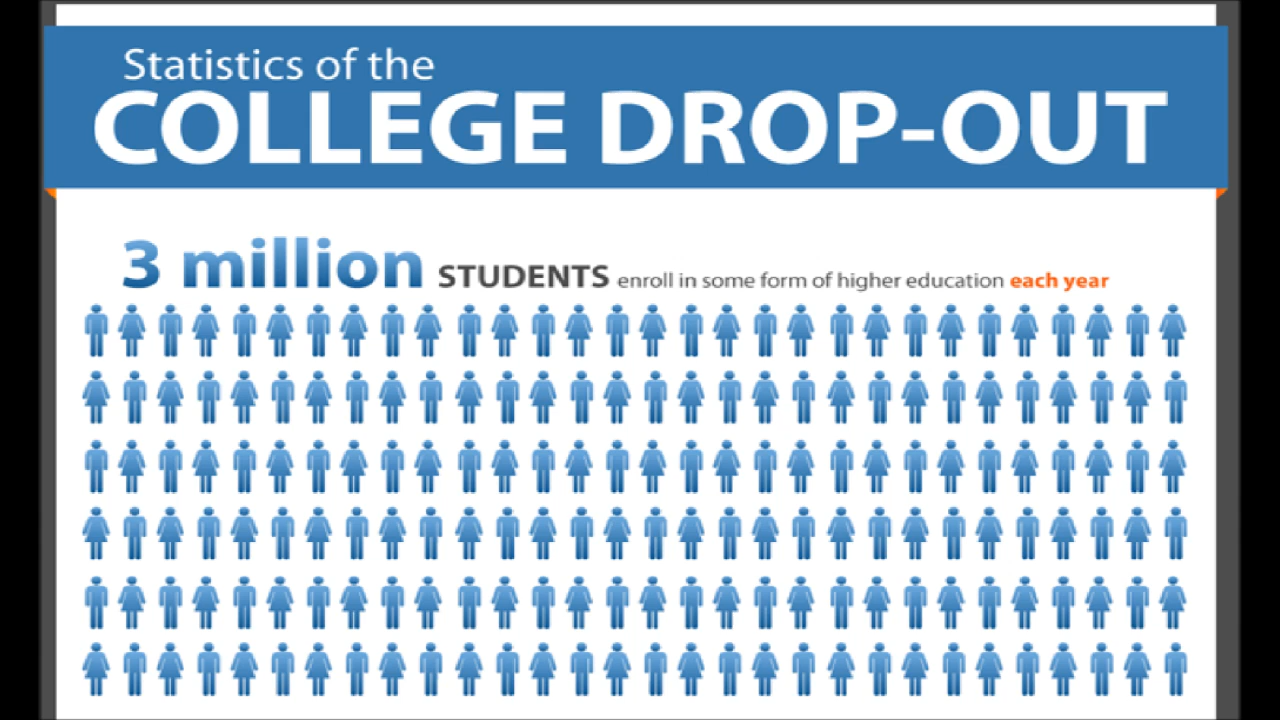 Statistics of the
COLLEGE DROP-OUT
3 million STUDENTS enroll in some form of higher education each year